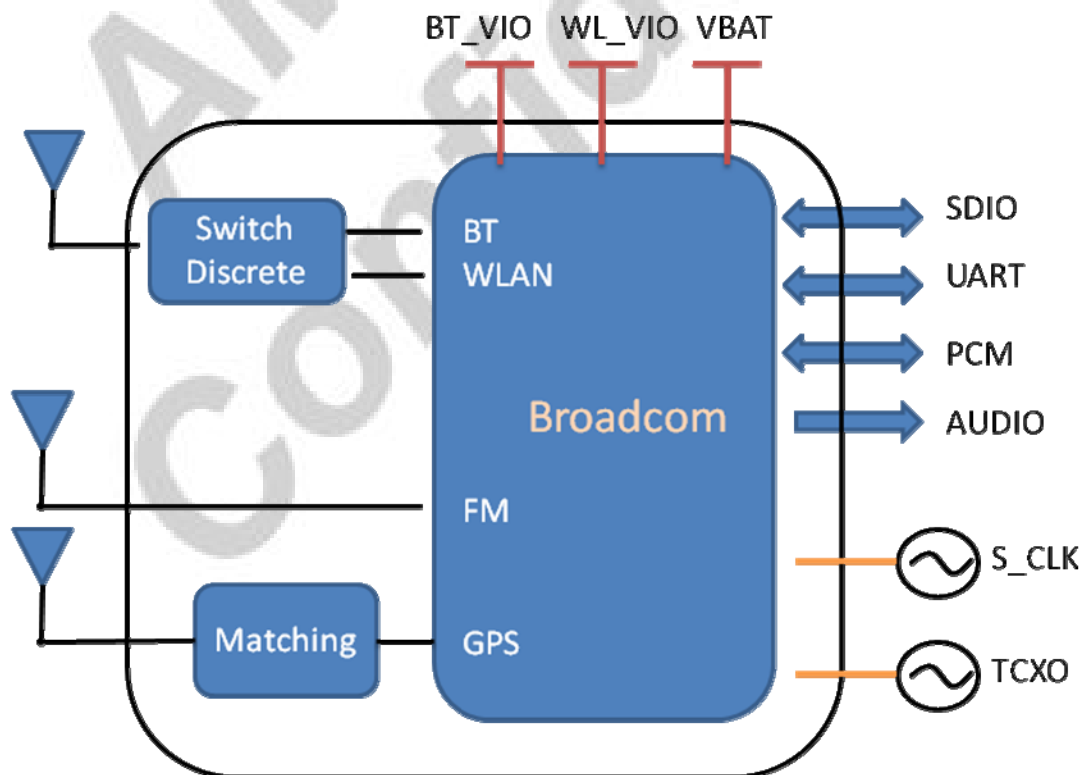 BT_VIO WL_VIO VBAT
Switch
Discrete
BT
WLAN
Broadcom
FM
GPS
Matching
SDIO
UART
PCM
AUDIO
S_CLK
TCXO